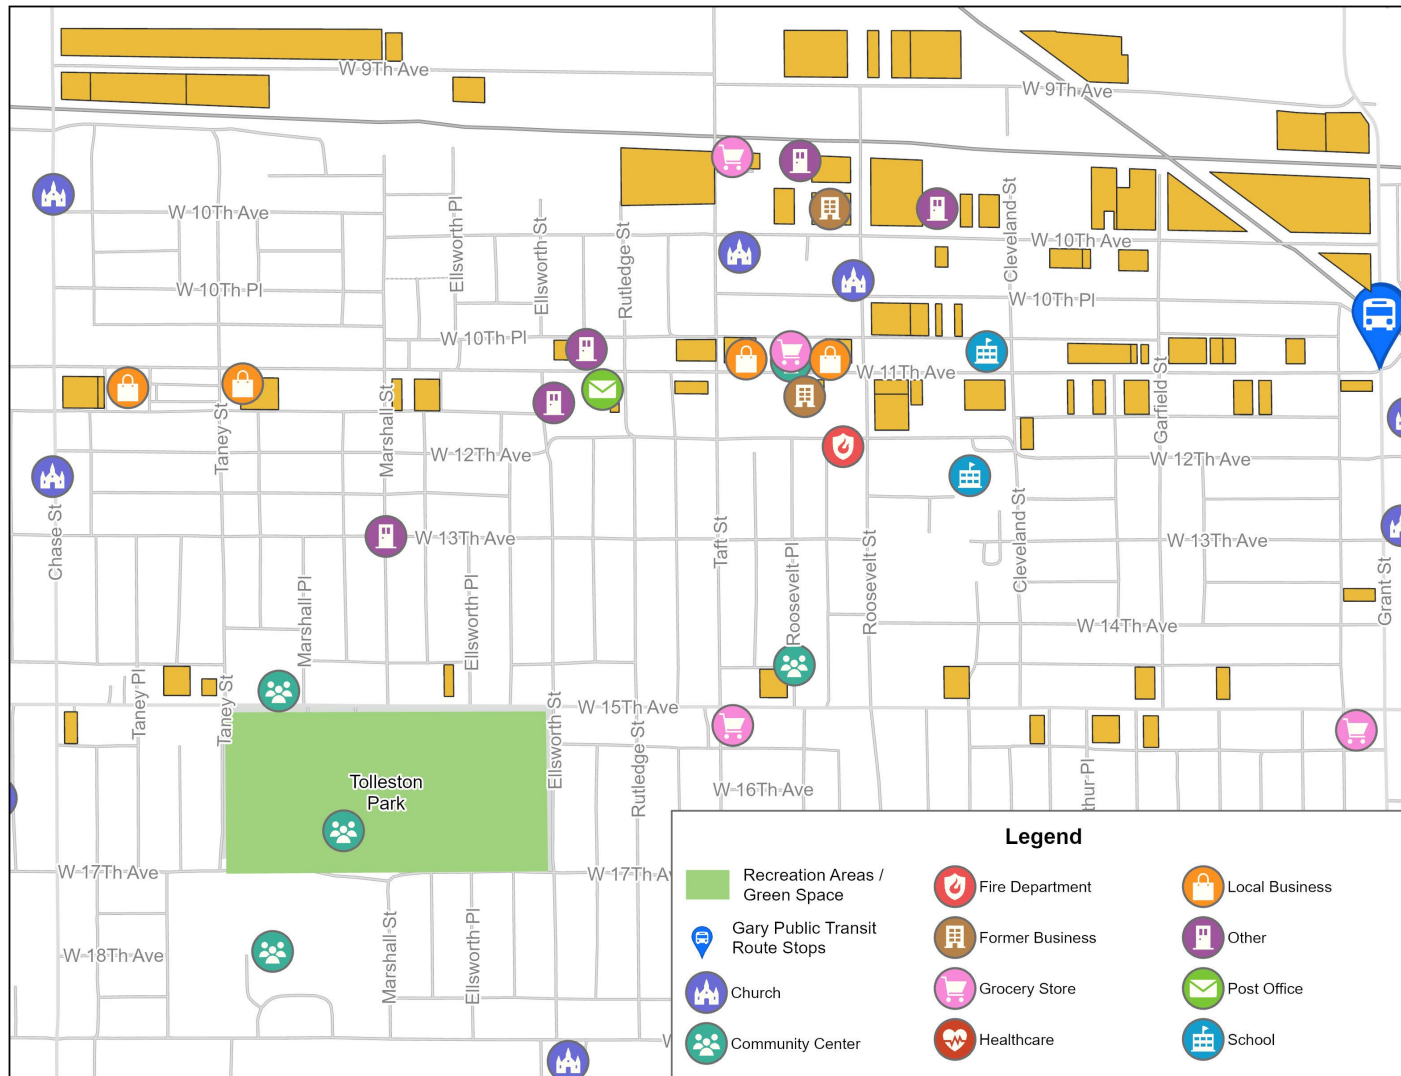 W 9Th Ave
W 9Th Ave
W 10Th Ave
W 10Th Ave
W 10Th Pl
W 10Th Pl
W 10Th Pl
Ellsworth Pl
Ellsworth St
Rutledge St
Cleveland St
W 11Th Ave
Taney St
Marshall St
Garfield St
W 12Th Ave
W 12Th Ave
Chase St
Taft St
Cleveland St
W 13Th Ave
W 13Th Ave
Marshall Pl
Ellsworth Pl
Roosevelt Pl
Roosevelt St
Grant St
W 14Th Ave
Taney Pl
Taney St
Ellsworth St
W 15Th Ave
Rutledge St
Tolleston
Park
W 16Th Ave
thur Pl
W 17Th Ave
W 17Th Av
W 18Th Ave
Marshall St
Ellsworth Pl
W
Legend
Recreation Areas /
Green Space
Gary Public Transit
Route Stops
Church
Community Center
Fire Department
Former Business
Grocery Store
Healthcare
Local Business
Other
Post Office
School